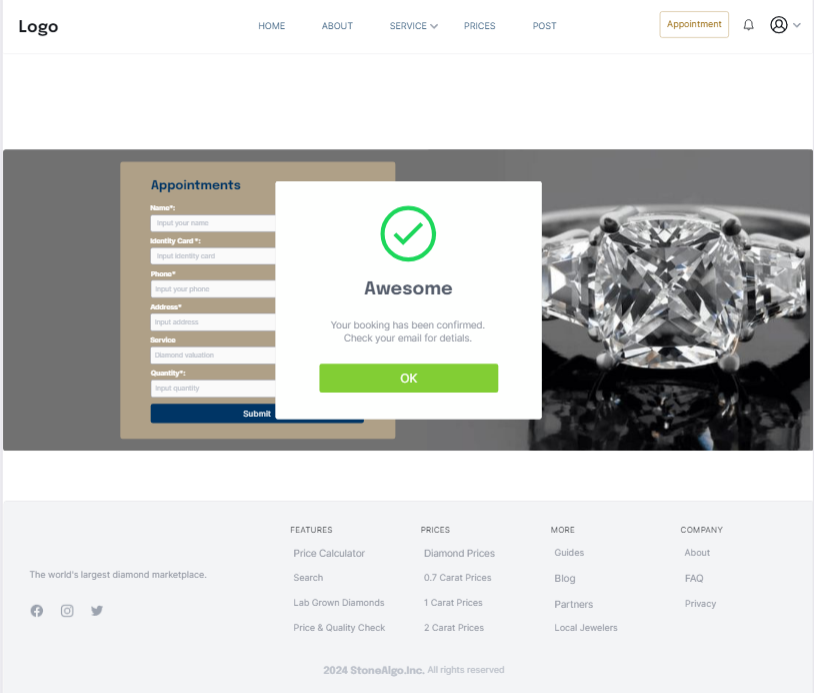 Logo
HOME ABOUT SERVICE PRICES POST
Appointment
Appointments
Name*:
Input your name
Identity Card *:
Input identity card
Phone*
Input your phone
Address*
Input address
Service
Diamond valuation
Quantity*:
Input quantity
Submit
Awesome
Your booking has been confirmed.
Check your email for detials.
OK
The world's largest diamond marketplace.
FEATURES
Price Calculator
Search
Lab Grown Diamonds
Price & Quality Check
PRICES
Diamond Prices
0.7 Carat Prices
1 Carat Prices
2 Carat Prices
MORE
Guides
Blog
Partners
Local Jewelers
COMPANY
About
FAQ
Privacy
2024 StoneAlgo.Inc. All rights reserved